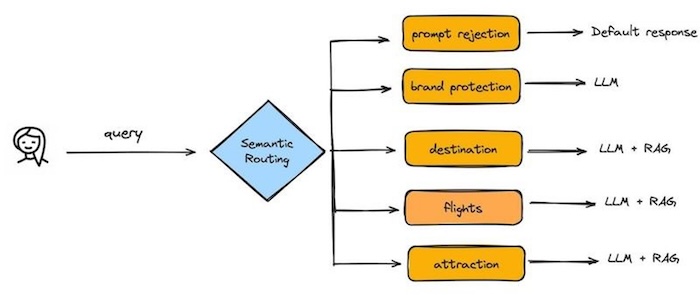 prompt rejection
Default response
brand protection
LLM
query
Semantic
Routing
destination
LLM + RAG
flights
LLM + RAG
attraction
LLM + RAG